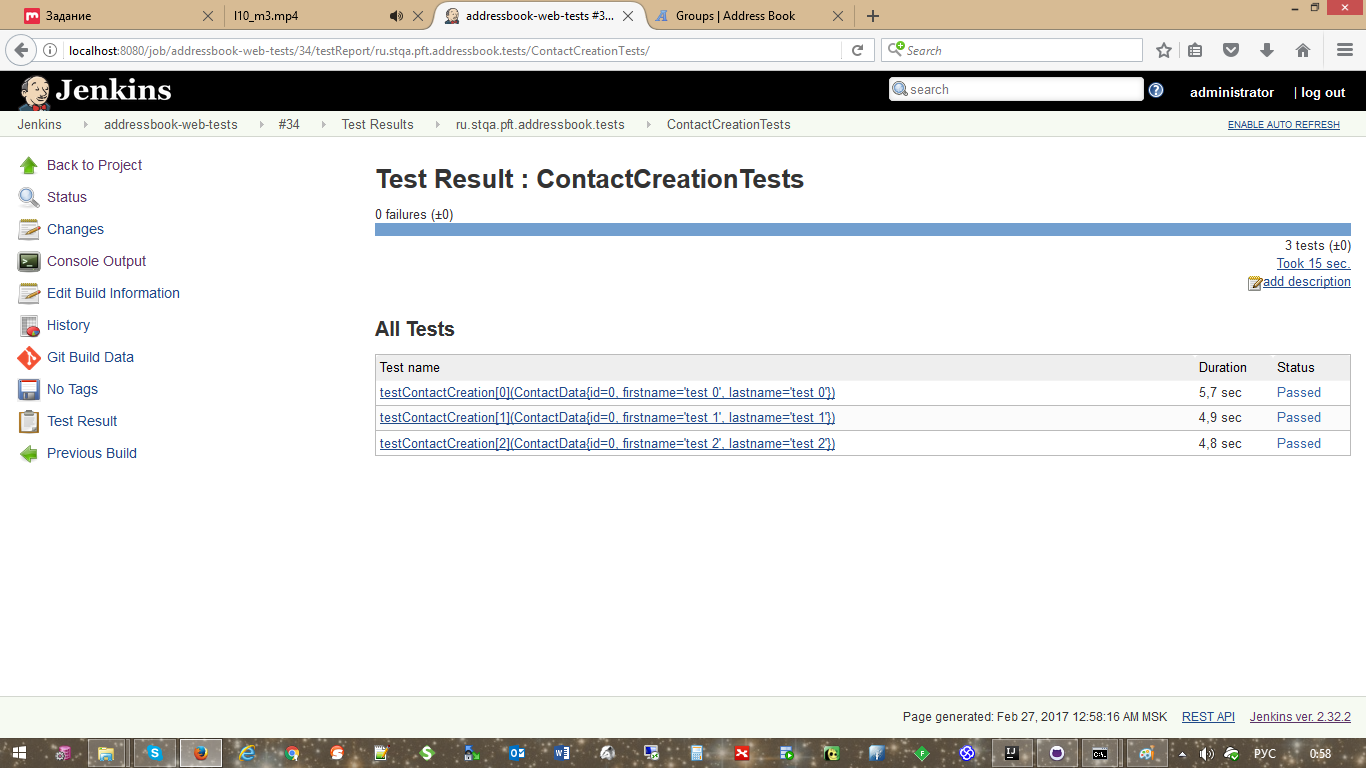 Задание
l10_m3.mp4
addressbook-web-tests #3...
Groups | Address Book
localhost:8080/job/addressbook-web-tests/34/testReport/ru.stqa.pft.addressbook.tests/ContactCreationTests/
Search
Jenkins
search
administrator
| log out
Jenkins
addressbook-web-tests
#34
Test Results
ru.stqa.pft.addressbook.tests
ContactCreationTests
ENABLE AUTO REFRESH
Back to Project
Status
Changes
Console Output
Edit Build Information
History
Git Build Data
No Tags
Test Result
Previous Build
Test Result : ContactCreationTests
0 failures (±0)
3 tests (±0)
Took 15 sec.
add description
All Tests
Test name Duration Status
testContactCreation[0](ContactData{id=0, firstname='test 0', lastname='test 0'}) 5,7 sec Passed
testContactCreation[1](ContactData{id=0, firstname='test 1', lastname='test 1'}) 4,9 sec Passed
testContactCreation[2](ContactData{id=0, firstname='test 2', lastname='test 2'}) 4,8 sec Passed
Page generated: Feb 27, 2017 12:58:16 AM MSK REST API Jenkins ver. 2.32.2
РУС 0:58